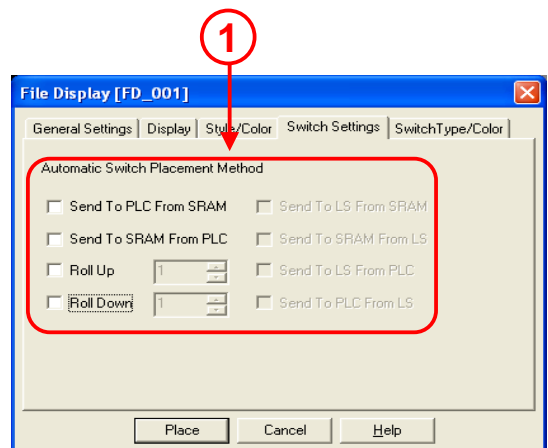 1
File Display [FD_001]
General Settings Display Style/Color Switch Settings SwitchType/Color
Automatic Switch Placement Method
Send To PLC From SRAM Send To LS From SRAM
Send To SRAM From PLC Send To SRAM From LS
Roll Up 1 Send To LS From PLC
Roll Down 1 Send To PLC From LS
Place Cancel Help